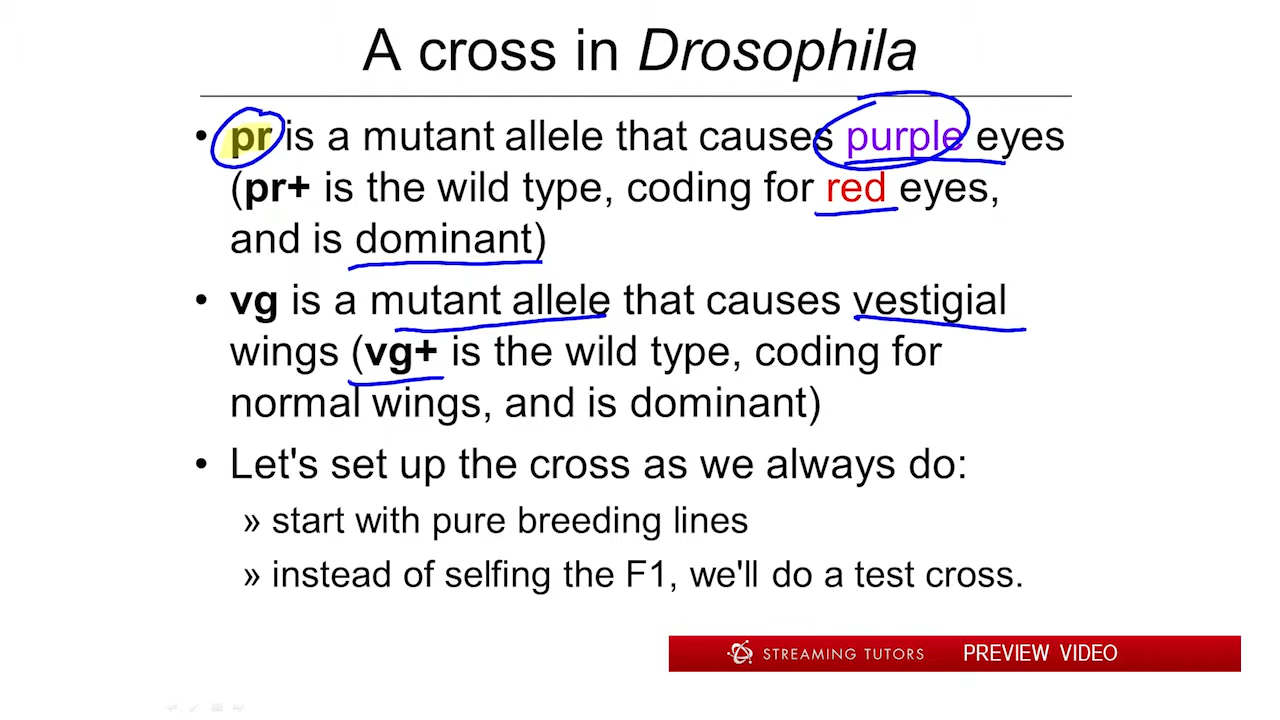 A cross in Drosophila
• pr is a mutant allele that causes purple eyes
(pr+ is the wild type, coding for red eyes,
and is dominant)
• vg is a mutant allele that causes vestigial
wings (vg+ is the wild type, coding for
normal wings, and is dominant)
• Let's set up the cross as we always do:
» start with pure breeding lines
» instead of selfing the F1, we'll do a test cross.
STREAMING TUTORS PREVIEW VIDEO